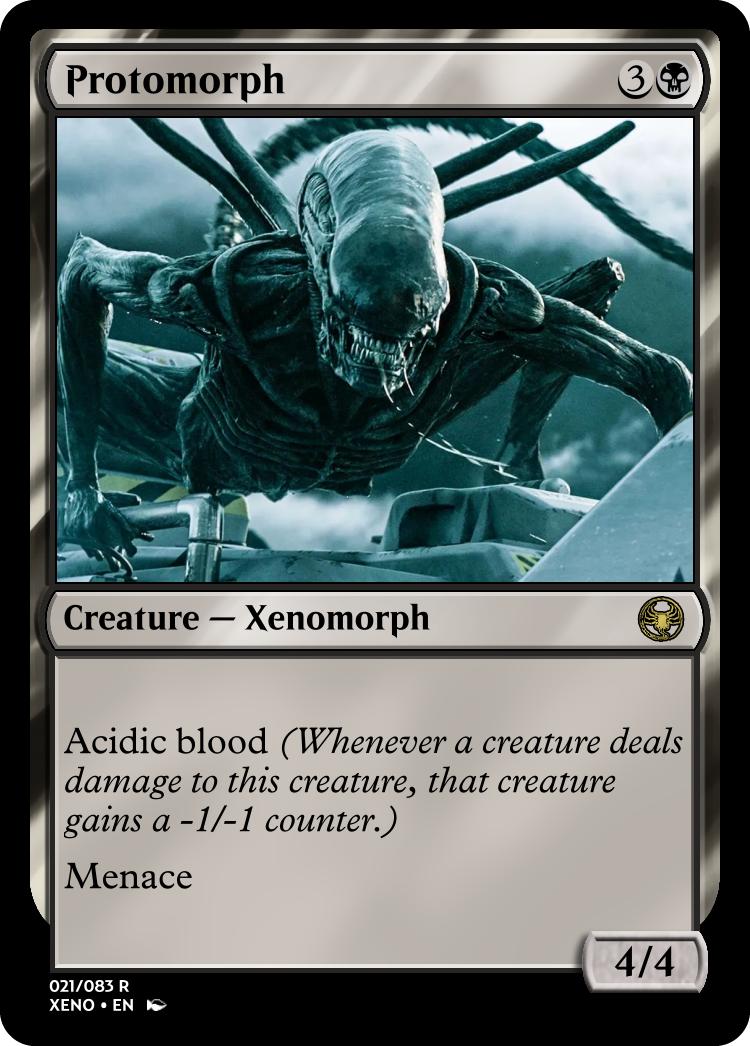 Protomorph 3
Creature — Xenomorph
Acidic blood (Whenever a creature deals
damage to this creature, that creature
gains a -1/-1 counter.)
Menace
4/4
021/083 R
XENO • EN